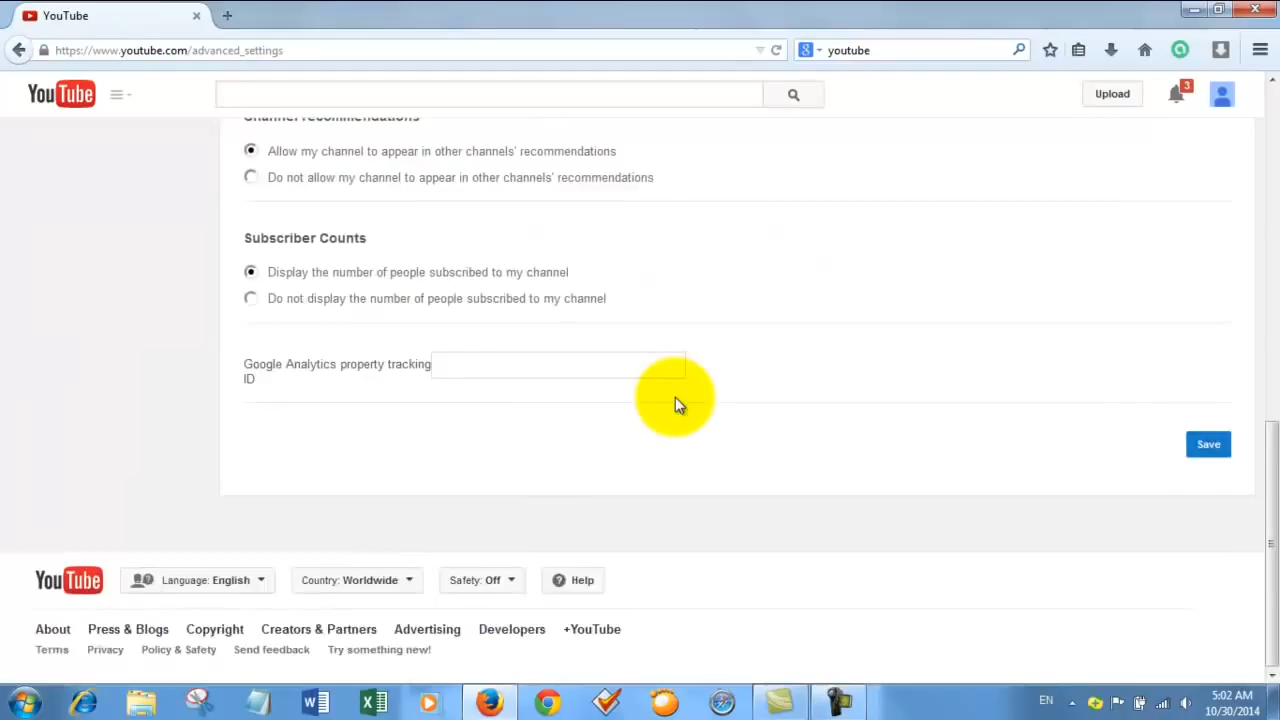 YouTube
https://www.youtube.com/advanced_settings
youtube
YouTube
Upload
3
Channel recommendations
Allow my channel to appear in other channels' recommendations
Do not allow my channel to appear in other channels' recommendations
Subscriber Counts
Display the number of people subscribed to my channel
Do not display the number of people subscribed to my channel
Google Analytics property tracking
ID
Save
YouTube
Language: English
Country: Worldwide
Safety: Off
Help
About Press & Blogs Copyright Creators & Partners Advertising Developers +YouTube
Terms Privacy Policy & Safety Send feedback Try something new!
EN
5:02 AM
10/30/2014